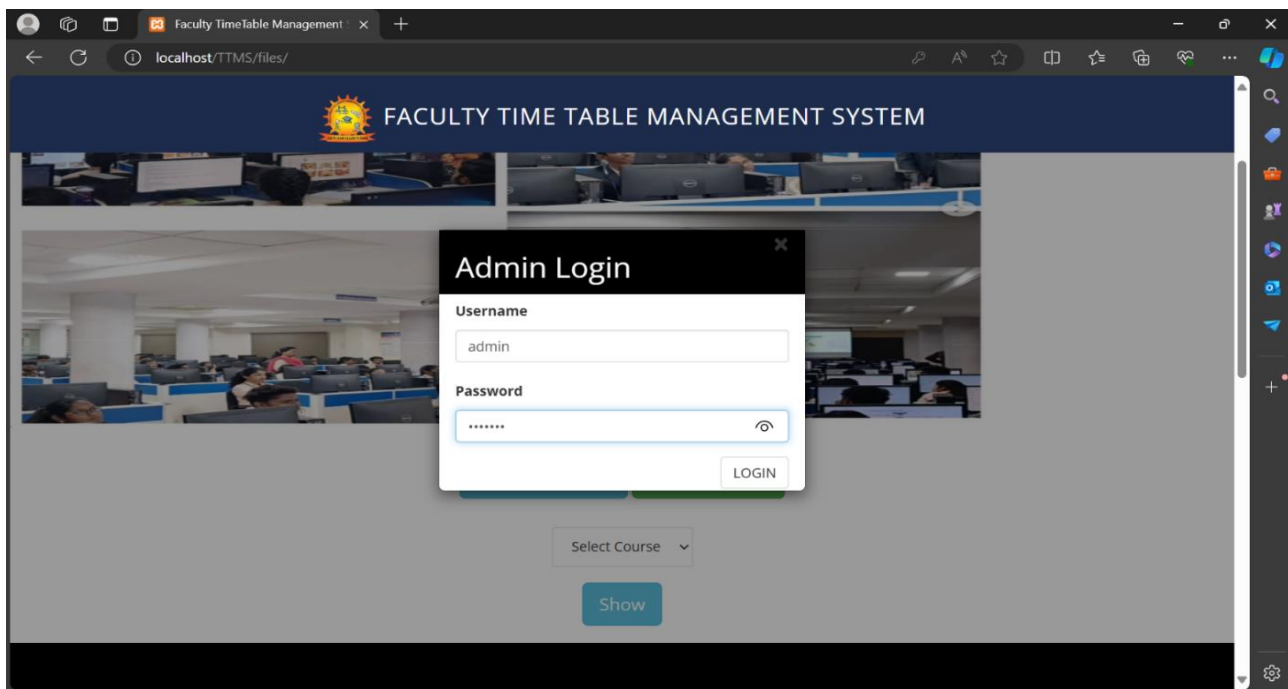 Faculty TimeTable Management
localhost/TTMS/files/
FACULTY TIME TABLE MANAGEMENT SYSTEM
Admin Login
Username
admin
Password
•••••••
LOGIN
Select Course
Show